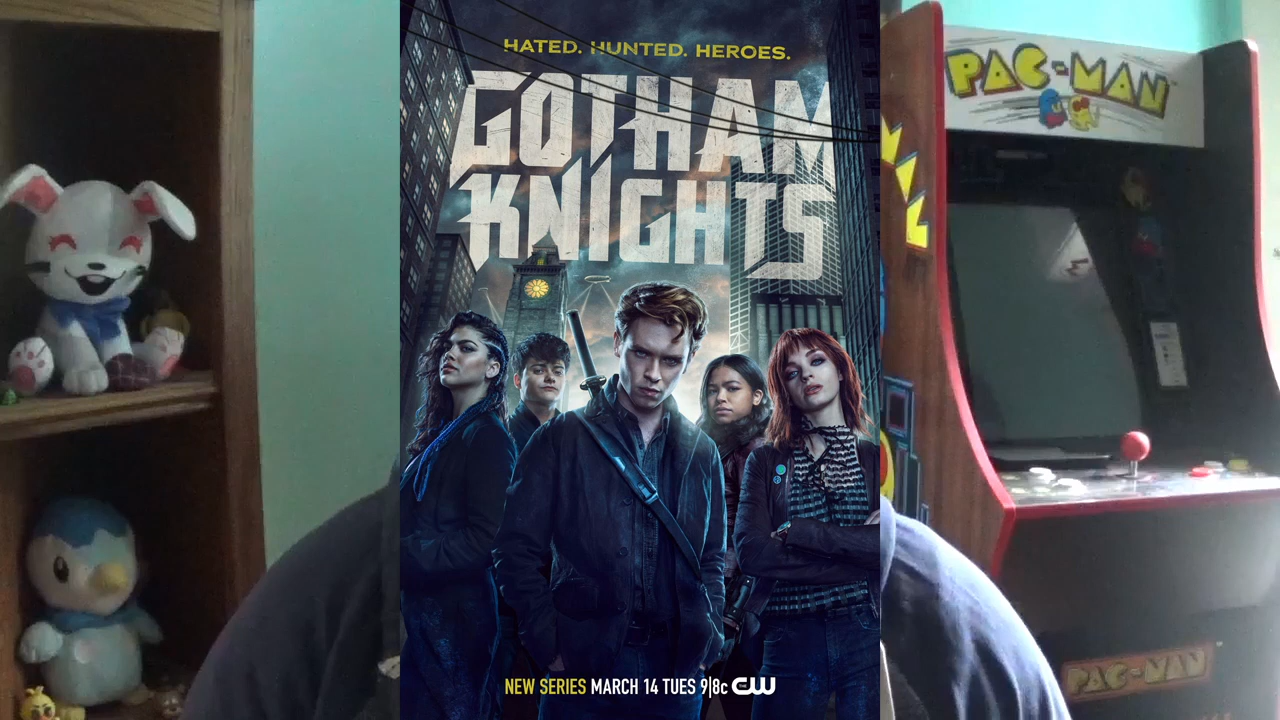 HATED. HUNTED. HEROES.
GOTHAM
KNIGHTS
NEW SERIES MARCH 14 TUES 9|8c CW
PAC-MAN
PAC-MAN